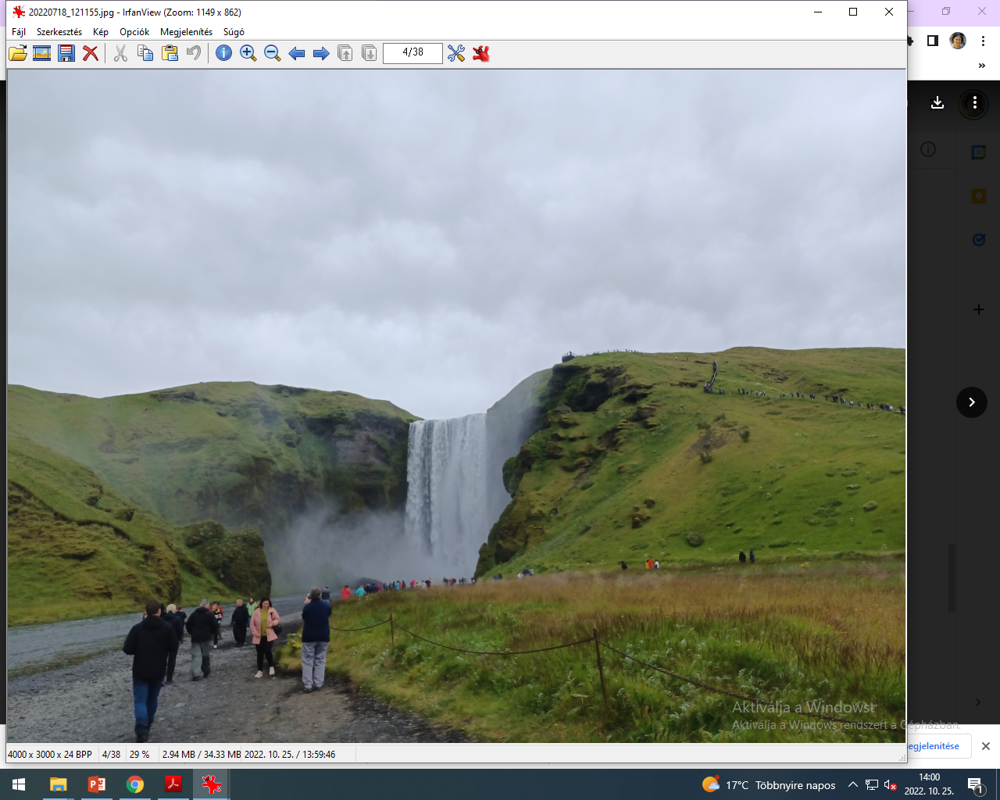 20220718_121155.jpg - IrfanView (Zoom: 1149 x 862)
Fájl Szerkesztés Kép Opciók Megjelenítés Súgó
4/38
Aktiválja a Windowst
Aktiválja a Windows rendszert a Gépházban.
egjelenítése
4000 x 3000 x 24 BPP 4/38 29 % 2.94 MB / 34.33 MB 2022. 10. 25. / 13:59:46
17°C Többnyire napos
14:00
2022. 10. 25.
1